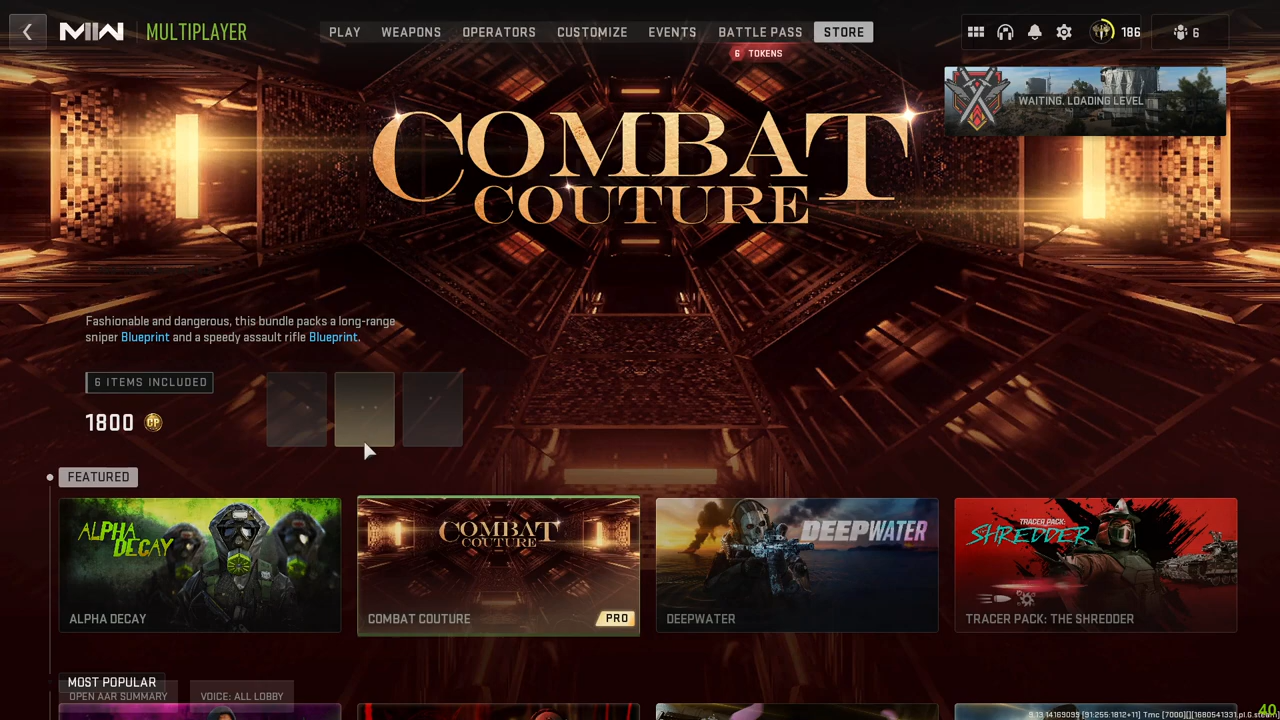 MWII MULTIPLAYER
PLAY WEAPONS OPERATORS CUSTOMIZE EVENTS BATTLE PASS STORE
186
6
6 TOKENS
WAITING. LOADING LEVEL
COMBAT
COUTURE
Fashionable and dangerous, this bundle packs a long-range
sniper Blueprint and a speedy assault rifle Blueprint.
6 ITEMS INCLUDED
1800 CP
FEATURED
ALPHA
DECAY
ALPHA DECAY
COMBAT
COUTURE
COMBAT COUTURE
PRO
DEEPWATER
DEEPWATER
TRACER PACK:
SHREDDER
TRACER PACK: THE SHREDDER
MOST POPULAR
OPEN AAR SUMMARY VOICE: ALL LOBBY
40